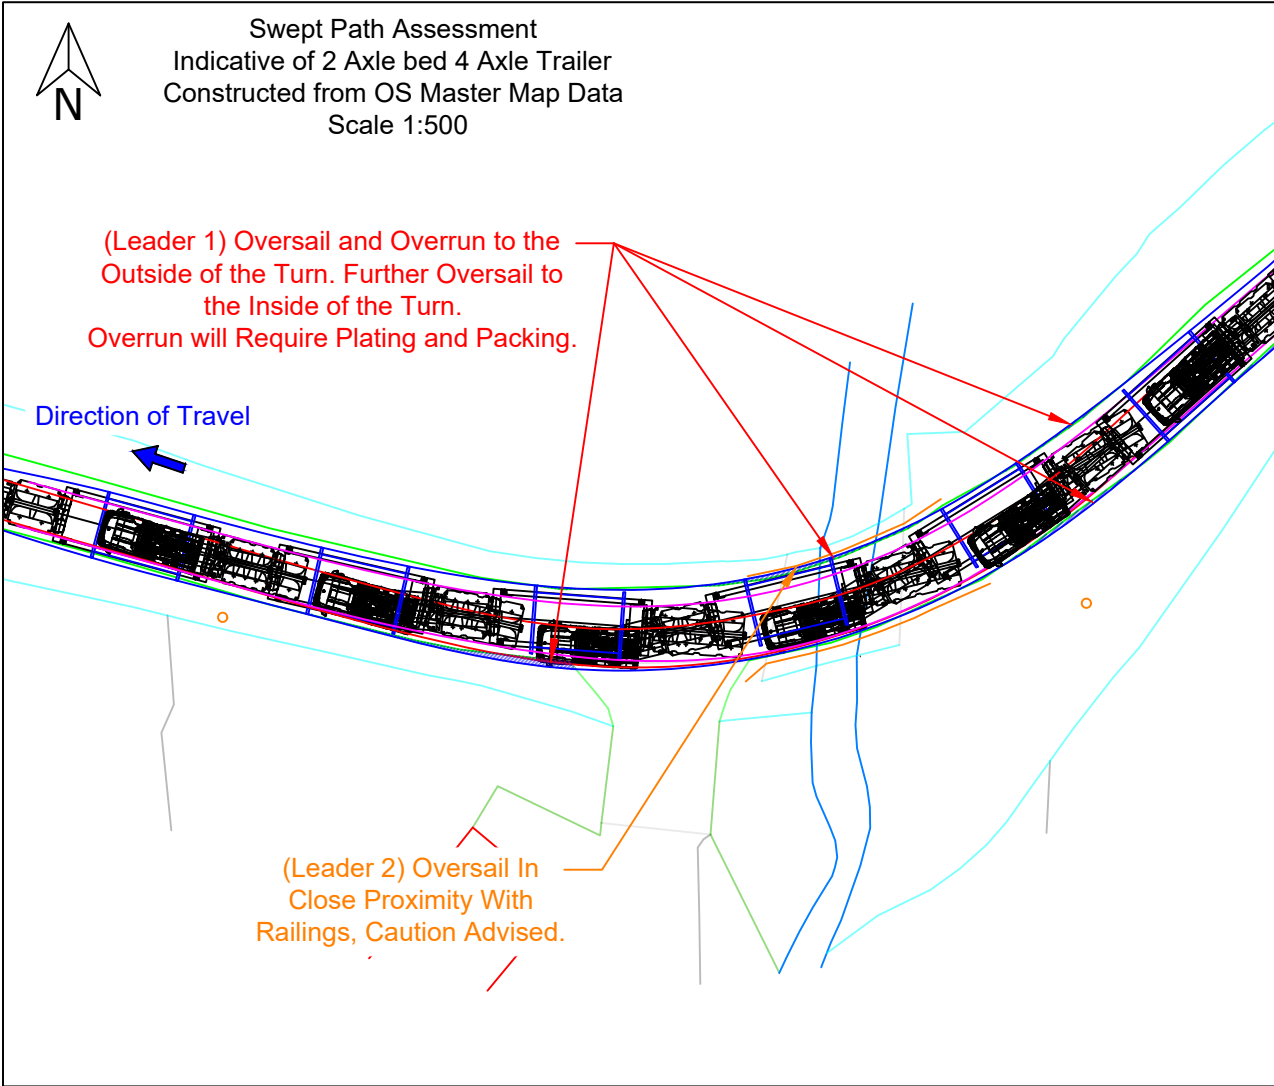 Swept Path Assessment
Indicative of 2 Axle bed 4 Axle Trailer
Constructed from OS Master Map Data
Scale 1:500
N
(Leader 1) Oversail and Overrun to the
Outside of the Turn. Further Oversail to
the Inside of the Turn.
Overrun will Require Plating and Packing.
Direction of Travel
(Leader 2) Oversail In
Close Proximity With
Railings, Caution Advised.